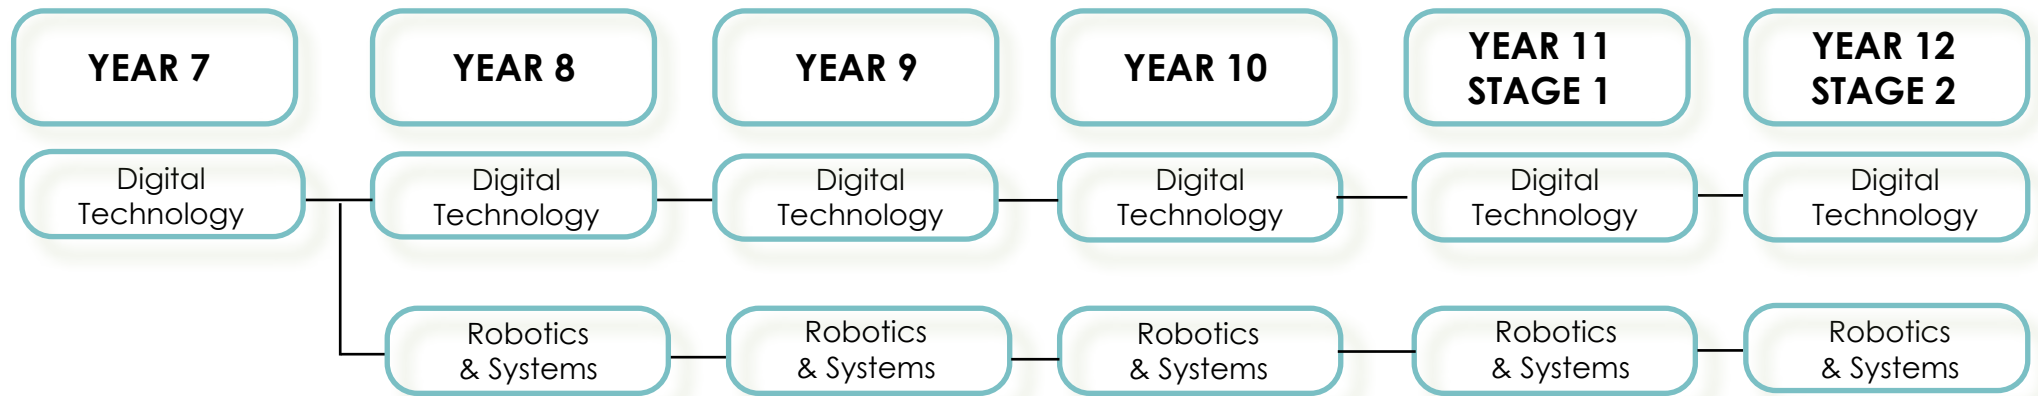 YEAR 7
YEAR 8
YEAR 9
YEAR 10
YEAR 11
STAGE 1
YEAR 12
STAGE 2
Digital
Technology
Digital
Technology
Digital
Technology
Digital
Technology
Digital
Technology
Digital
Technology
Robotics
& Systems
Robotics
& Systems
Robotics
& Systems
Robotics
& Systems
Robotics
& Systems